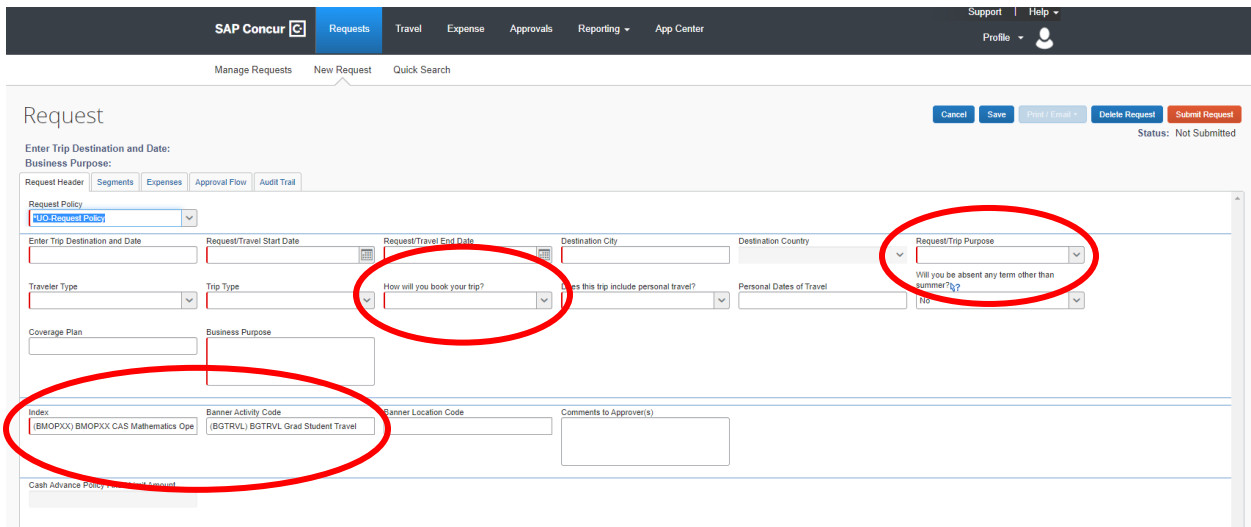 Support | Help
SAP Concur C Requests Travel Expense Approvals Reporting App Center
Profile
Manage Requests New Request Quick Search
Request
Cancel Save Print / Email Delete Request Submit Request
Status: Not Submitted
Enter Trip Destination and Date:
Business Purpose:
Request Header Segments Expenses Approval Flow Audit Trail
Request Policy
*UO-Request Policy
Enter Trip Destination and Date Request/Travel Start Date Request/Travel End Date Destination City Destination Country Request/Trip Purpose
Traveler Type Trip Type How will you book your trip? Does this trip include personal travel? Personal Dates of Travel Will you be absent any term other than
summer? ?
No
Coverage Plan Business Purpose
Index Banner Activity Code Banner Location Code Comments to Approver(s)
(BMOPXX) BMOPXX CAS Mathematics Ope (BGTRVL) BGTRVL Grad Student Travel
Cash Advance Policy Amount